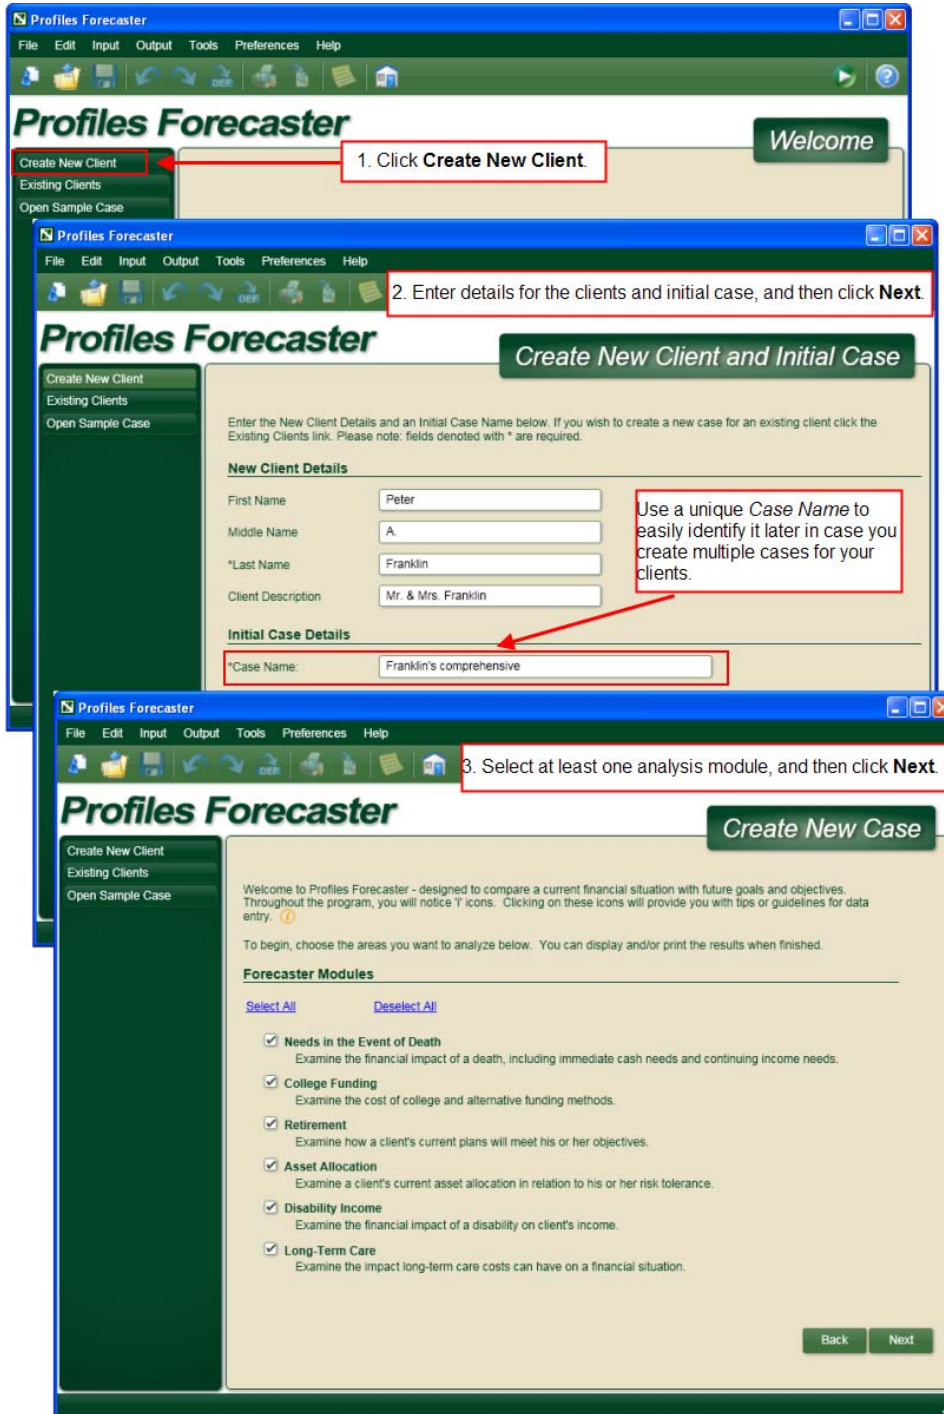 Profiles Forecaster
File Edit Input Output Tools Preferences Help
DEF
Profiles Forecaster
Welcome
Create New Client
1. Click Create New Client.
Existing Clients
Open Sample Case
Profiles Forecaster
File Edit Input Output Tools Preferences Help
DEF
2. Enter details for the clients and initial case, and then click Next.
Profiles Forecaster
Create New Client and Initial Case
Create New Client
Existing Clients
Open Sample Case
Enter the New Client Details and an Initial Case Name below. If you wish to create a new case for an existing client click the
Existing Clients link. Please note: fields denoted with * are required.
New Client Details
First Name Peter
Middle Name A.
*Last Name Franklin
Client Description Mr. & Mrs. Franklin
Use a unique Case Name to
easily identify it later in case you
create multiple cases for your
clients.
Initial Case Details
*Case Name: Franklin's comprehensive
Profiles Forecaster
File Edit Input Output Tools Preferences Help
DEF
3. Select at least one analysis module, and then click Next.
Profiles Forecaster
Create New Case
Create New Client
Existing Clients
Open Sample Case
Welcome to Profiles Forecaster - designed to compare a current financial situation with future goals and objectives.
Throughout the program, you will notice 'i' icons. Clicking on these icons will provide you with tips or guidelines for data
entry. i
To begin, choose the areas you want to analyze below. You can display and/or print the results when finished.
Forecaster Modules
Select All Deselect All
Needs in the Event of Death
Examine the financial impact of a death, including immediate cash needs and continuing income needs.
College Funding
Examine the cost of college and alternative funding methods.
Retirement
Examine how a client's current plans will meet his or her objectives.
Asset Allocation
Examine a client's current asset allocation in relation to his or her risk tolerance.
Disability Income
Examine the financial impact of a disability on client's income.
Long-Term Care
Examine the impact long-term care costs can have on a financial situation.
Back Next